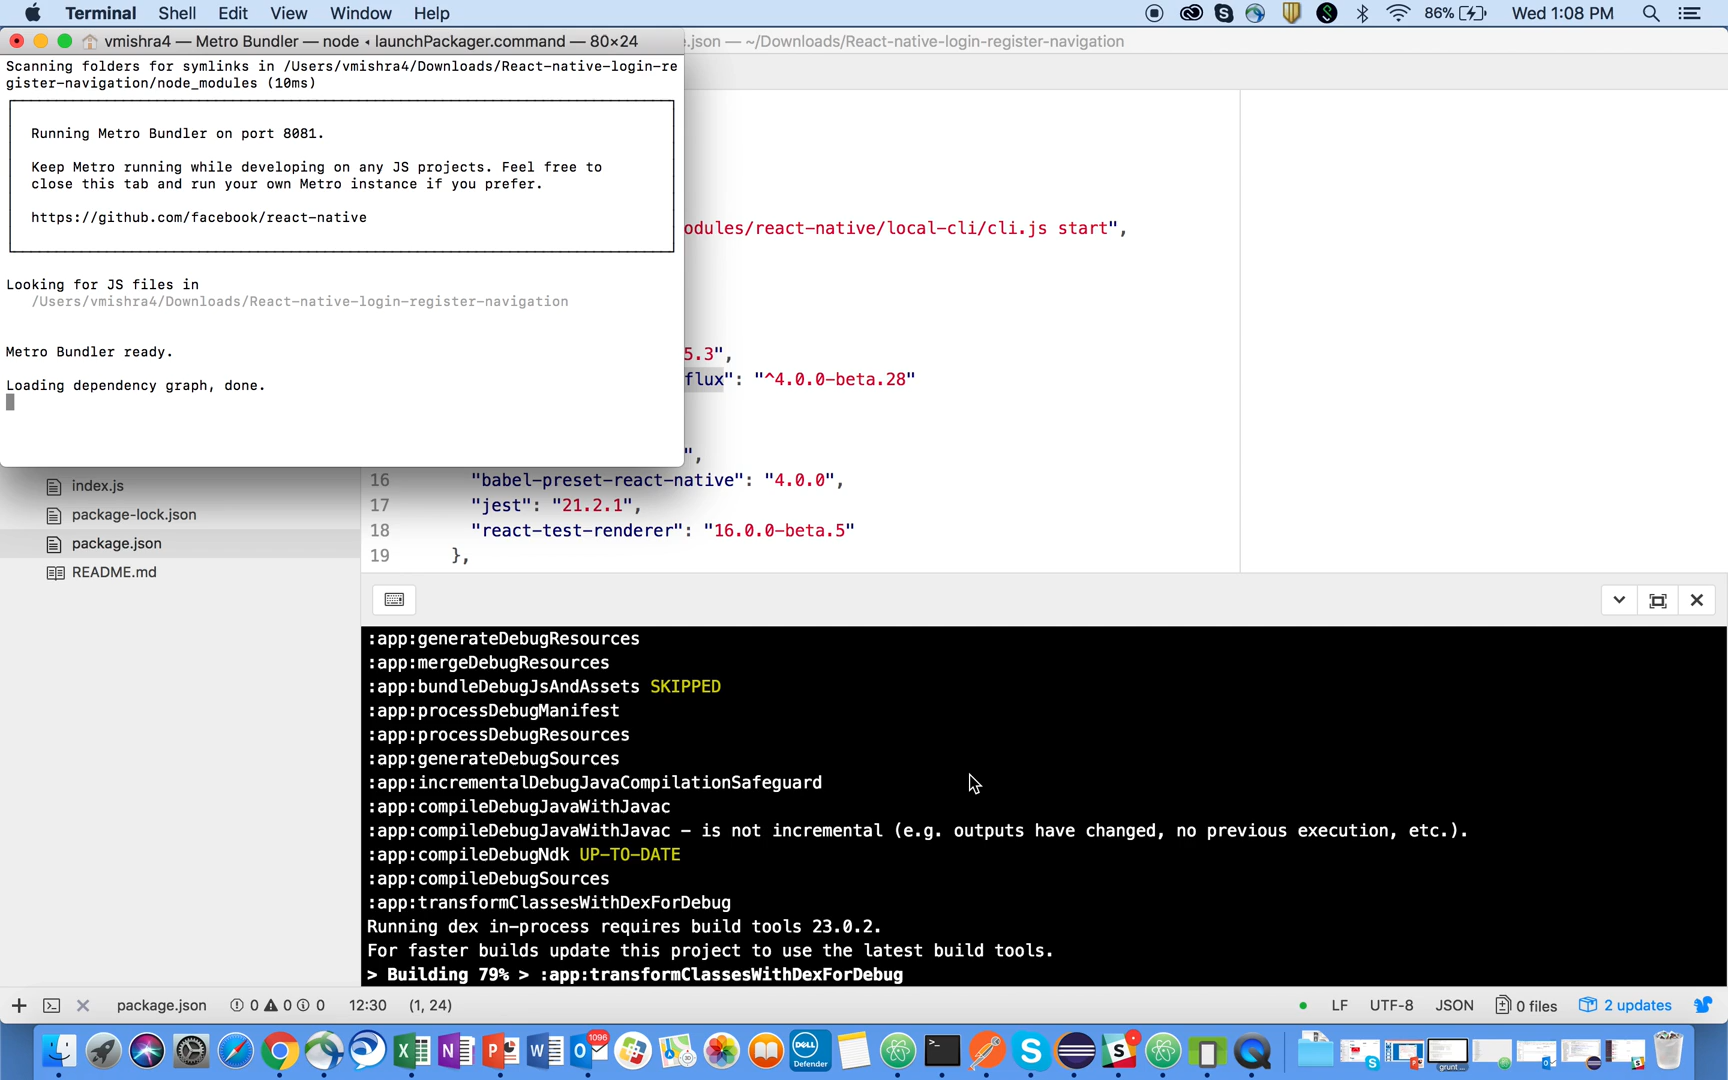 Terminal Shell Edit View Window Help 86% Wed 1:08 PM
vmishra4 — Metro Bundler — node ◂ launchPackager.command — 80×24
.json — ~/Downloads/React-native-login-register-navigation
Scanning folders for symlinks in /Users/vmishra4/Downloads/React-native-login-re
gister-navigation/node_modules (10ms)
Running Metro Bundler on port 8081.
Keep Metro running while developing on any JS projects. Feel free to
close this tab and run your own Metro instance if you prefer.
https://github.com/facebook/react-native
Looking for JS files in
/Users/vmishra4/Downloads/React-native-login-register-navigation
Metro Bundler ready.
Loading dependency graph, done.
odules/react-native/local-cli/cli.js start",
5.3",
flux": "^4.0.0-beta.28"
",
16 "babel-preset-react-native": "4.0.0",
17 "jest": "21.2.1",
18 "react-test-renderer": "16.0.0-beta.5"
19 },
index.js
package-lock.json
package.json
README.md
:app:generateDebugResources
:app:mergeDebugResources
:app:bundleDebugJsAndAssets SKIPPED
:app:processDebugManifest
:app:processDebugResources
:app:generateDebugSources
:app:incrementalDebugJavaCompilationSafeguard
:app:compileDebugJavaWithJavac
:app:compileDebugJavaWithJavac - is not incremental (e.g. outputs have changed, no previous execution, etc.).
:app:compileDebugNdk UP-TO-DATE
:app:compileDebugSources
:app:transformClassesWithDexForDebug
Running dex in-process requires build tools 23.0.2.
For faster builds update this project to use the latest build tools.
> Building 79% > :app:transformClassesWithDexForDebug
package.json 0 0 0 12:30 (1, 24) LF UTF-8 JSON 0 files 2 updates
1096
DELL
Defender
grunt ...